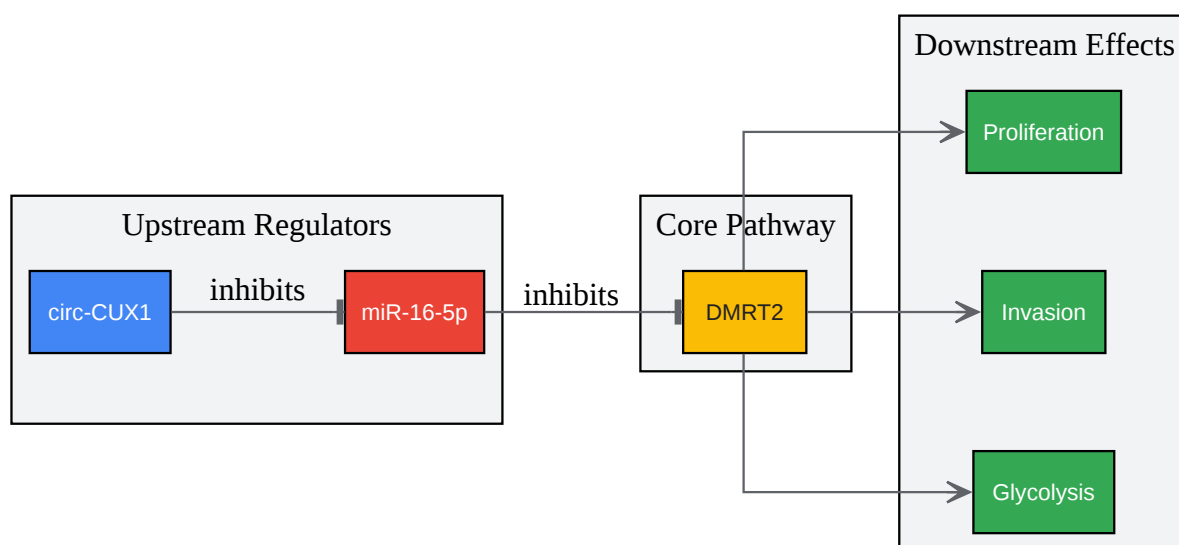 Upstream Regulators
circ-CUX1
inhibits
miR-16-5p
inhibits
Core Pathway
DMRT2
Downstream Effects
Proliferation
Invasion
Glycolysis